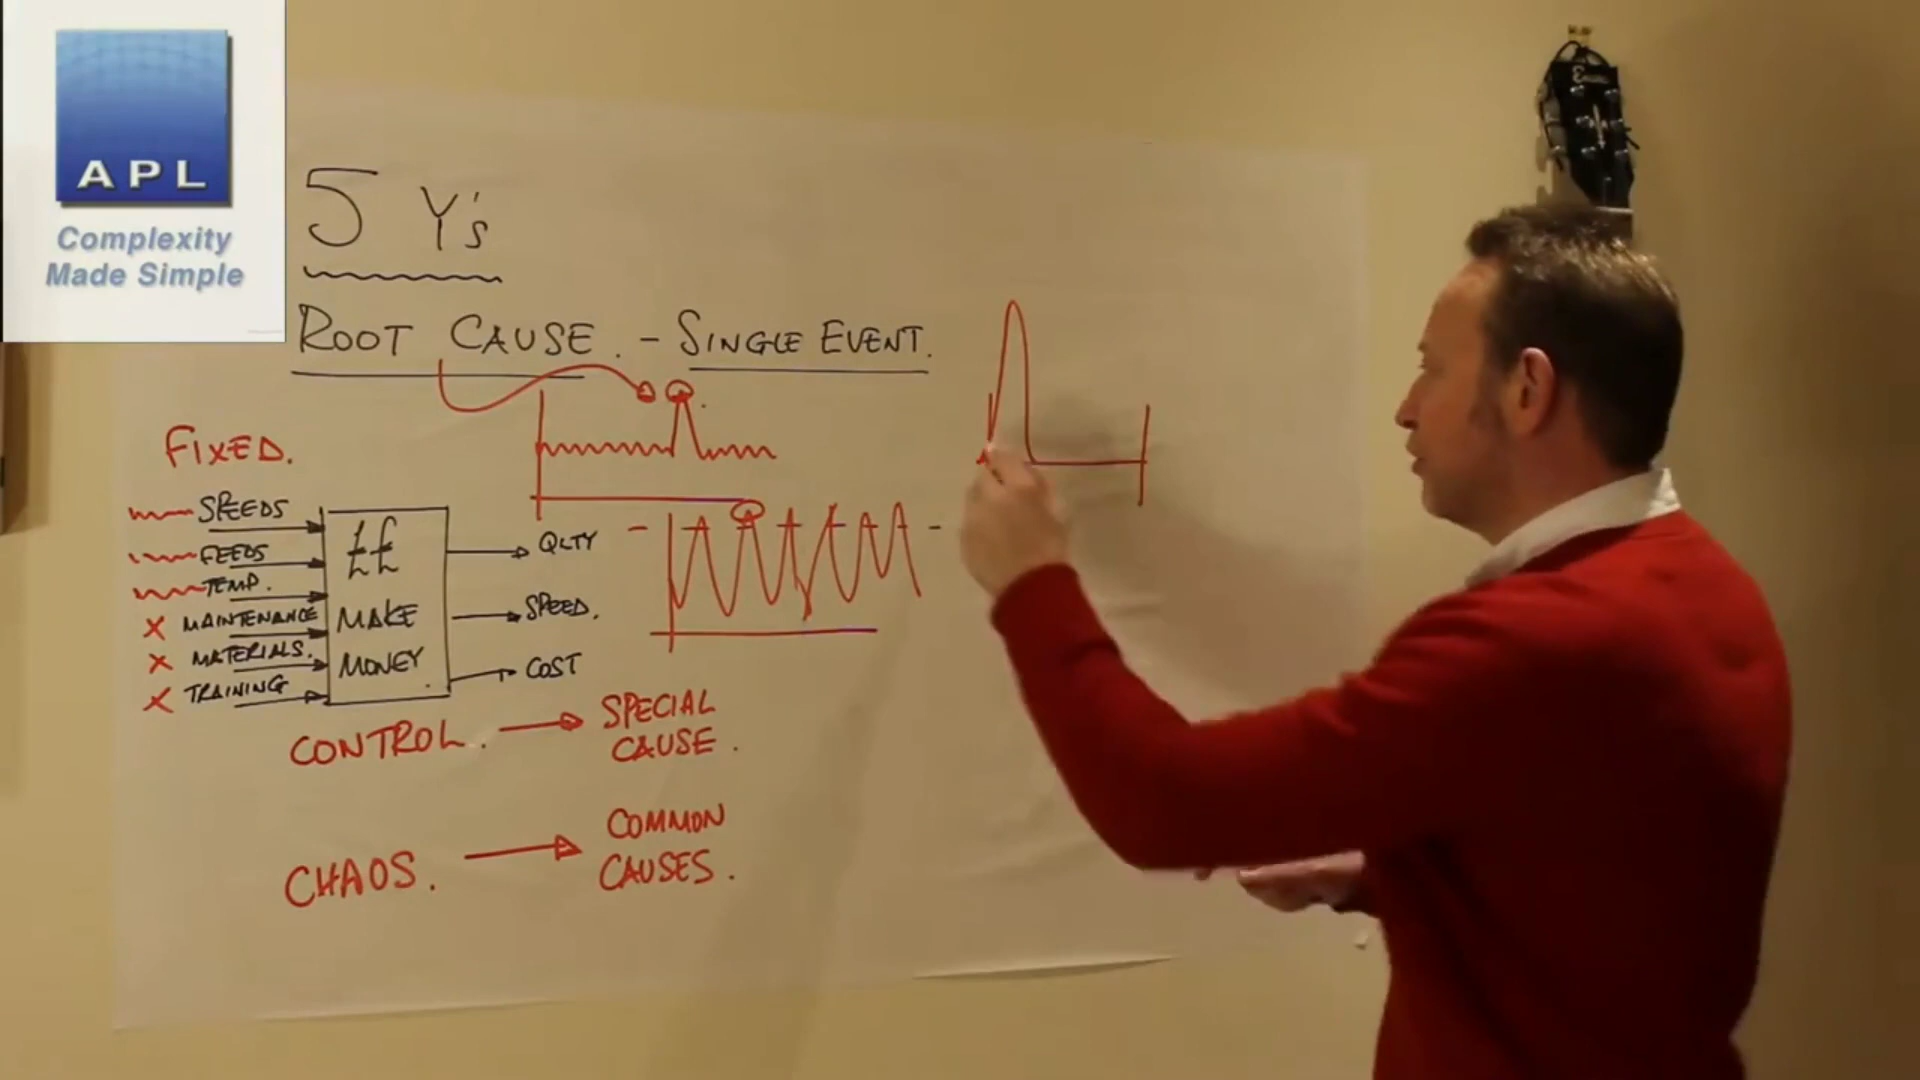 APL
Complexity
Made Simple
5 Y's
ROOT CAUSE. - SINGLE EVENT.
FIXED.
SPEEDS
FEEDS
TEMP.
MAINTENANCE
MATERIALS.
TRAINING
££
MAKE
MONEY.
QLTY
SPEED.
COST
CONTROL.
SPECIAL
CAUSE.
CHAOS.
COMMON
CAUSES.